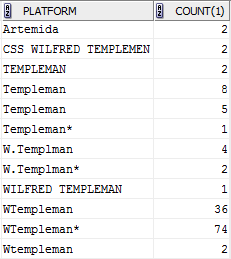 PLATFORM COUNT(1)
Artemida 2
CSS WILFRED TEMPLEMEN 2
TEMPLEMAN 2
Templeman 8
Templeman 5
Templeman* 1
W.Templman 4
W.Templman* 2
WILFRED TEMPLEMAN 1
WTempleman 36
WTempleman* 74
Wtempleman 2